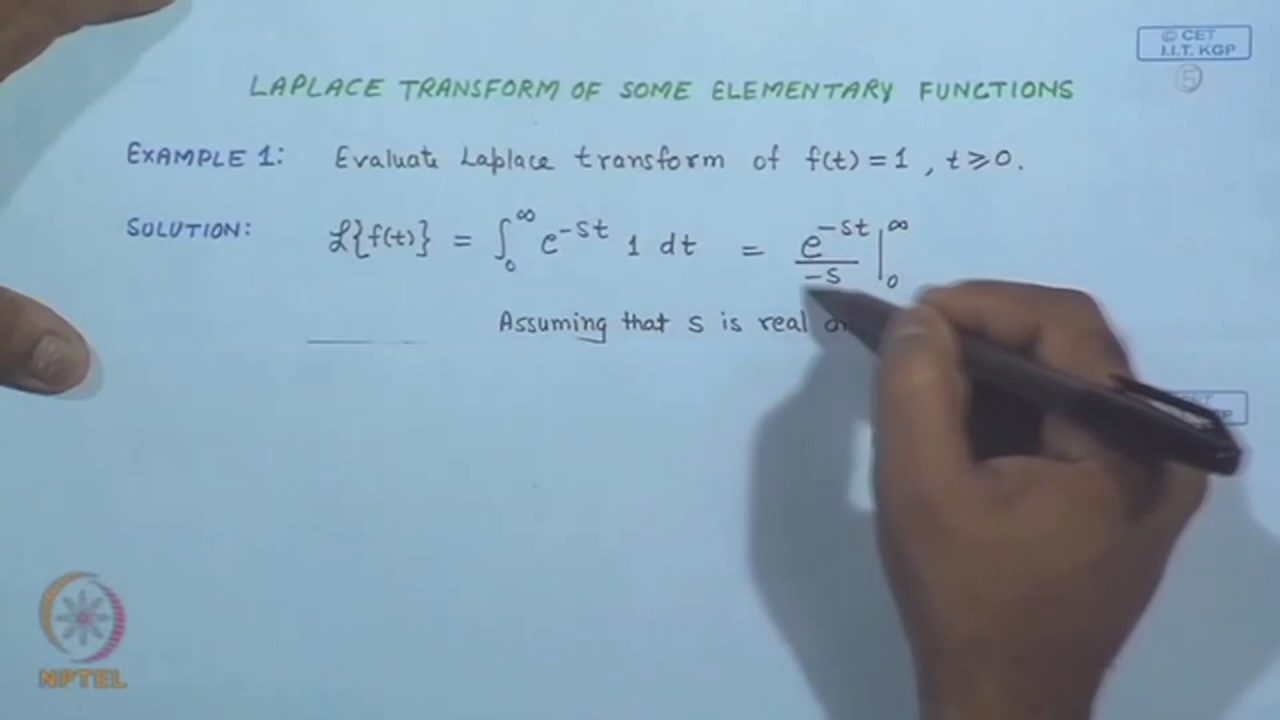 © CET
I.I.T. KGP
5
LAPLACE TRANSFORM OF SOME ELEMENTARY FUNCTIONS
EXAMPLE 1: Evaluate Laplace transform of f(t) = 1 , t ≥ 0.
SOLUTION: ℒ{f(t)} = ∫₀^∞ e^{-st} 1 dt = e^{-st}/-s |₀^∞
Assuming that s is real
NPTEL